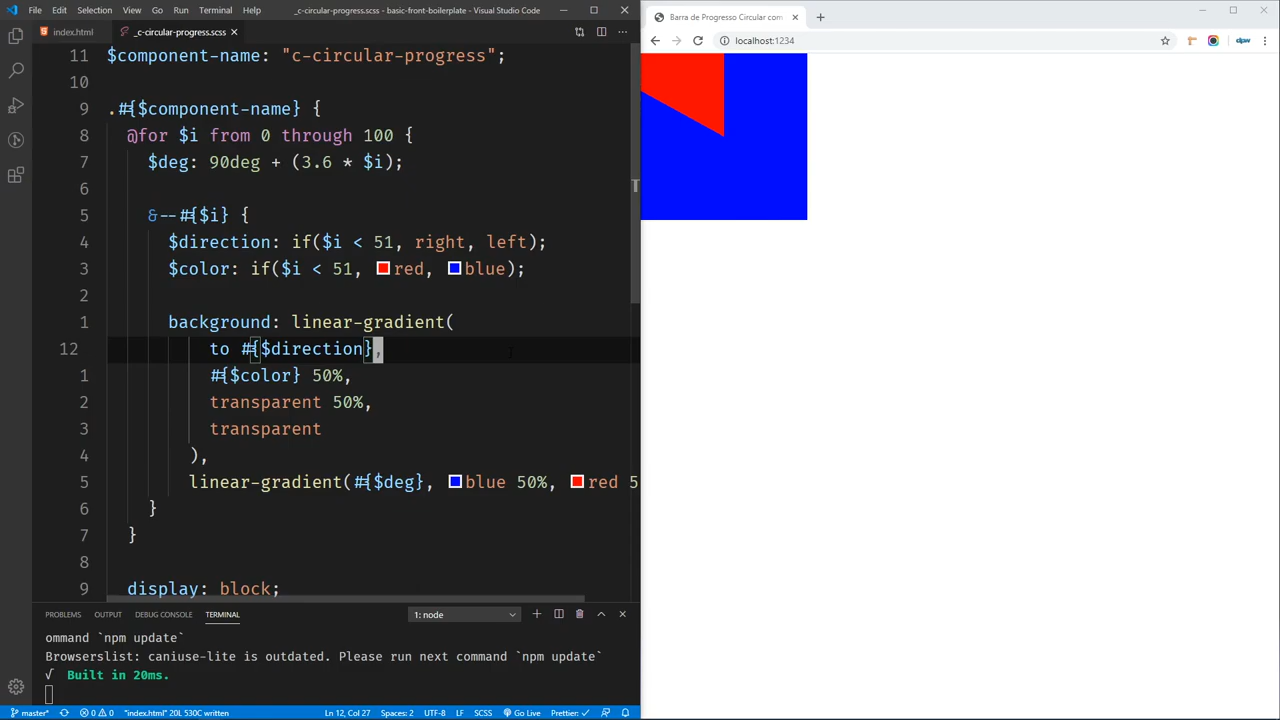 File Edit Selection View Go Run Terminal Help _c-circular-progress.scss - basic-front-boilerplate - Visual Studio Code
index.html _c-circular-progress.scss
11 $component-name: "c-circular-progress";
10
9 .#{$component-name} {
8 @for $i from 0 through 100 {
7 $deg: 90deg + (3.6 * $i);
6
5 &--#{$i} {
4 $direction: if($i < 51, right, left);
3 $color: if($i < 51, red, blue);
2
1 background: linear-gradient(
12 to #{$direction},
1 #{$color} 50%,
2 transparent 50%,
3 transparent
4 ),
5 linear-gradient(#{$deg}, blue 50%, red 5
6 }
7 }
8
9 display: block;
PROBLEMS OUTPUT DEBUG CONSOLE TERMINAL 1: node
ommand `npm update`
Browserslist: caniuse-lite is outdated. Please run next command `npm update`
√ Built in 20ms.
master* 0 0 "index.html" 20L 530C written Ln 12, Col 27 Spaces: 2 UTF-8 LF SCSS Go Live Prettier: ✓
Barra de Progresso Circular com
localhost:1234
dpw